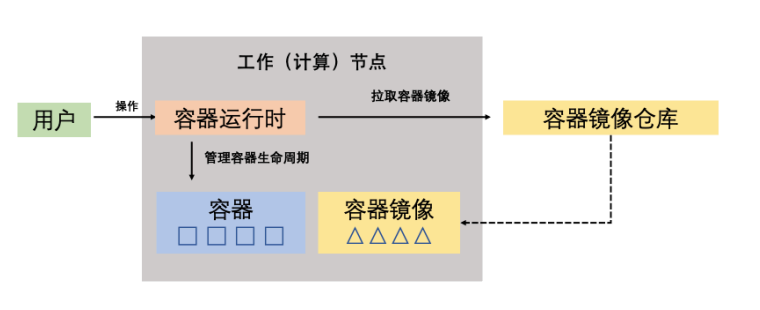 工作（计算）节点
用户
操作
容器运行时
拉取容器镜像
容器镜像仓库
管理容器生命周期
容器
容器镜像